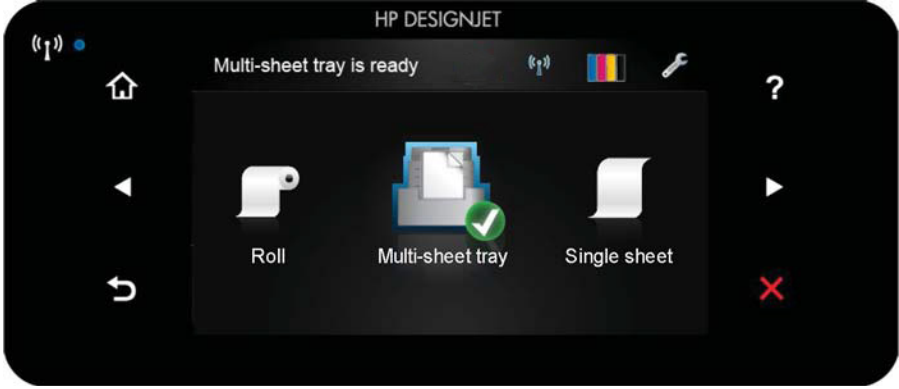 HP DESIGNJET
Multi-sheet tray is ready
?
Roll
Multi-sheet tray
Single sheet